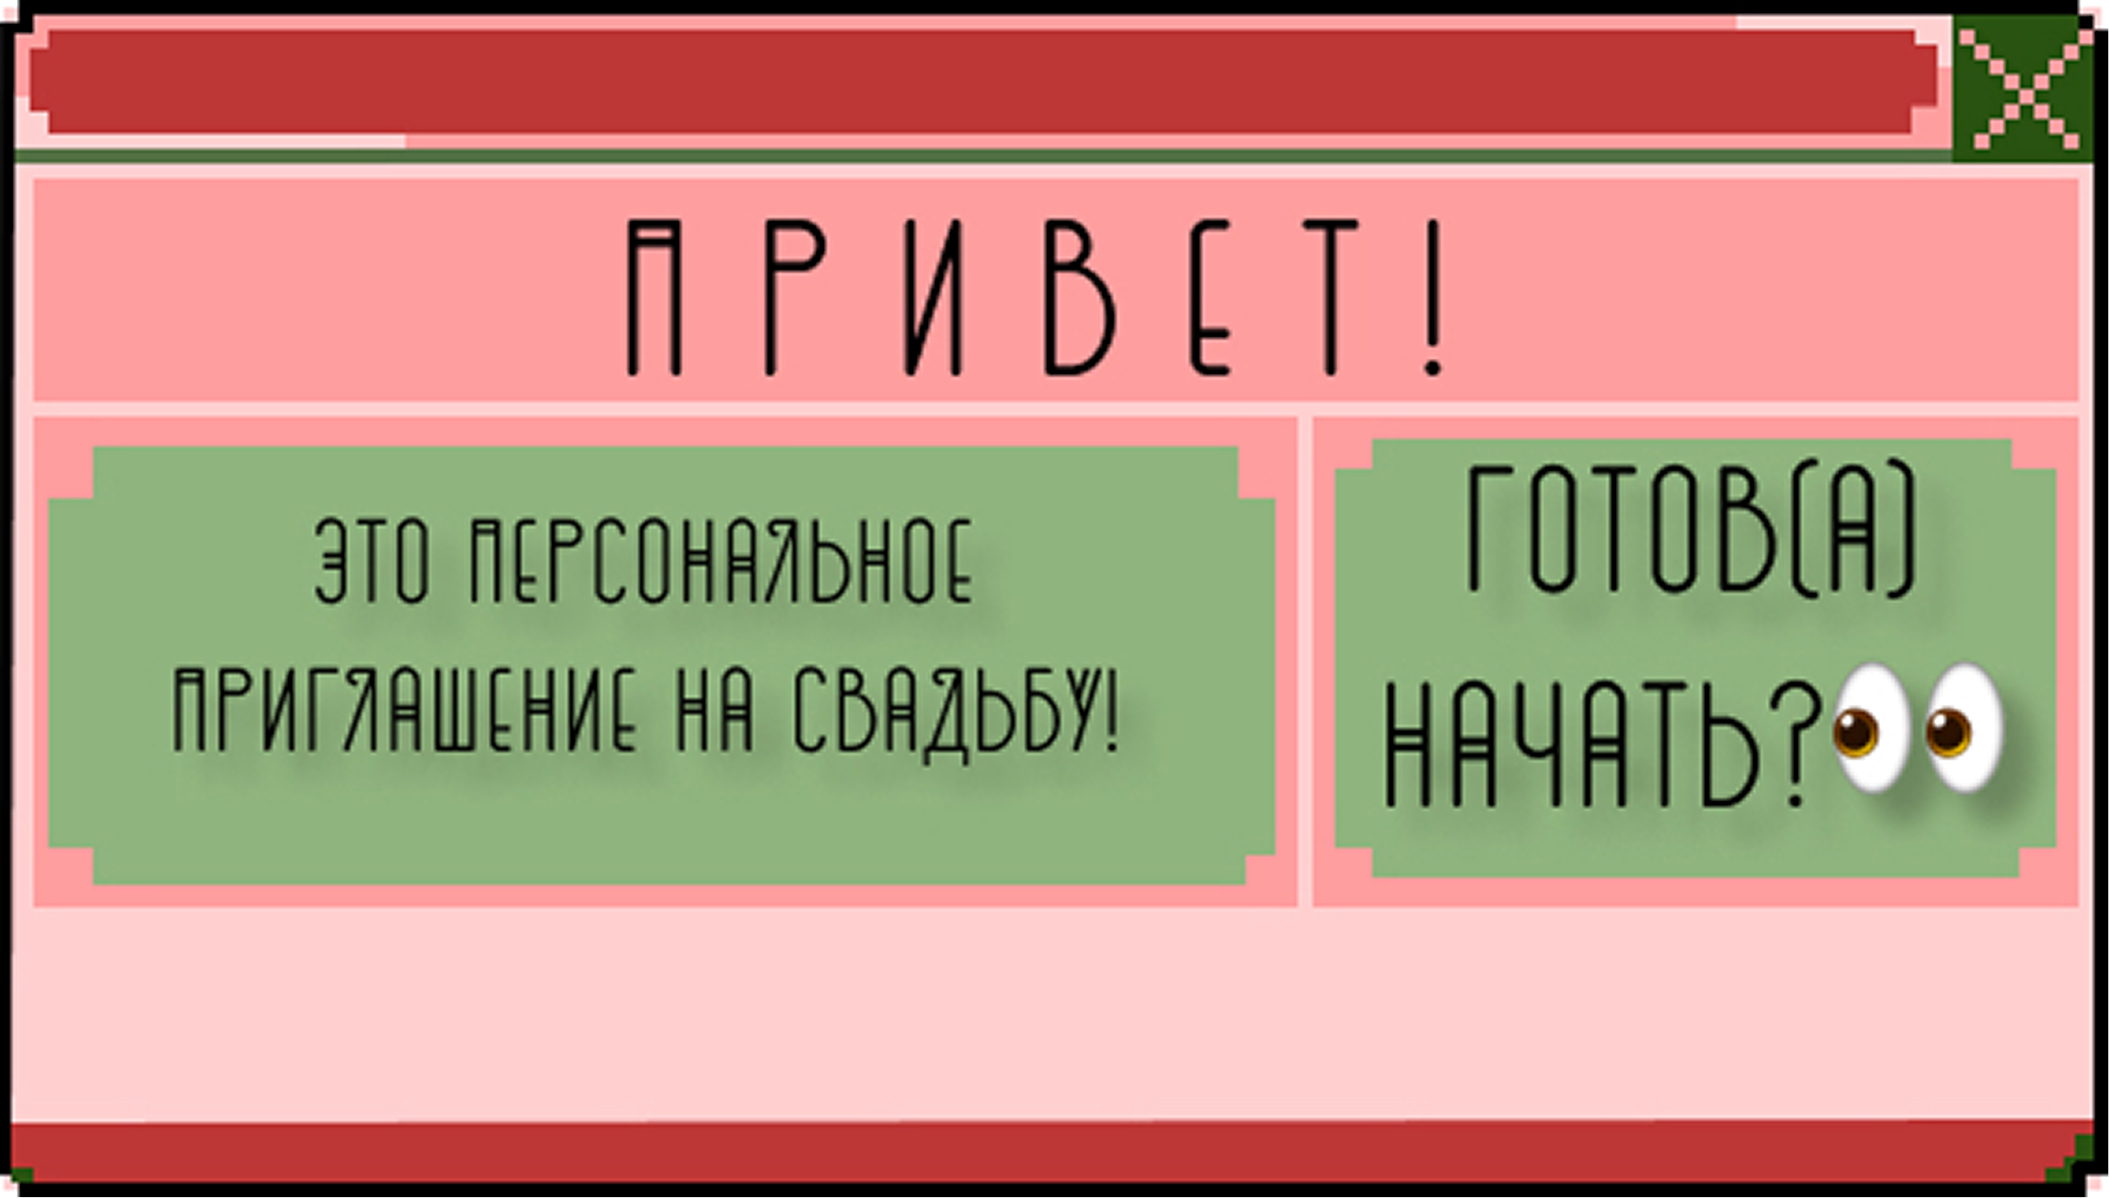 ПРИВЕТ!
ЭТО ПЕРСОНАЛЬНОЕ
ПРИГЛАШЕНИЕ НА СВАДЬБУ!
ГОТОВ(А)
НАЧАТЬ?👀